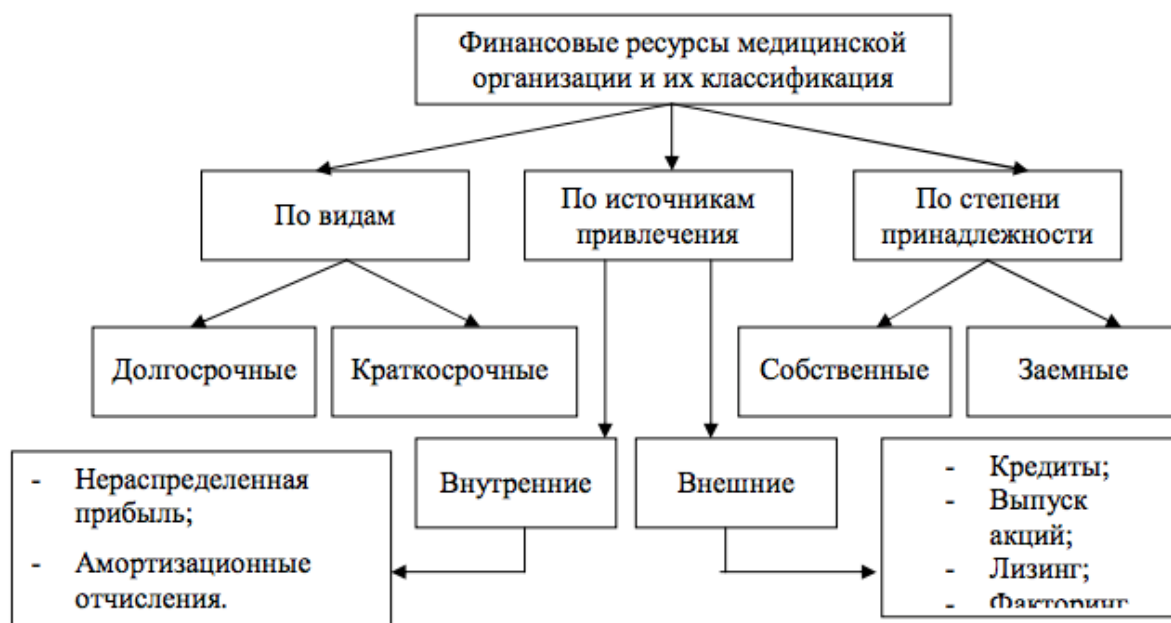 Финансовые ресурсы медицинской
организации и их классификация
По видам
По источникам
привлечения
По степени
принадлежности
Долгосрочные
Краткосрочные
Собственные
Заемные
Внутренние
Внешние
- Нераспределенная
прибыль;
- Амортизационные
отчисления.
- Кредиты;
- Выпуск
акций;
- Лизинг;
- Факторинг